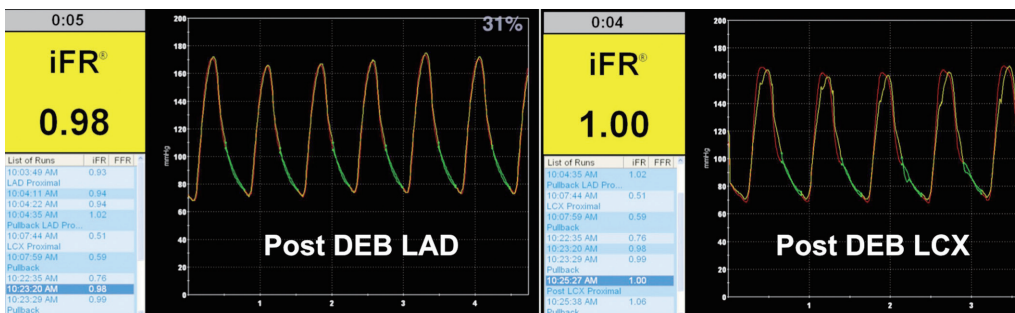 0:05
iFR®
0.98
List of Runs iFR FFR
10:03:49 AM 0.93
LAD Proximal
10:04:11 AM 0.94
10:04:22 AM 0.94
10:04:35 AM 1.02
Pullback LAD Pro...
10:07:44 AM 0.51
LCX Proximal
10:07:59 AM 0.59
Pullback
10:22:35 AM 0.76
10:23:20 AM 0.98
10:23:29 AM 0.99
Pullback
31%
200
180
160
140
120
100
80
60
40
20
0
mmHg
1
2
3
4
Post DEB LAD
0:04
iFR®
1.00
List of Runs iFR FFR
10:04:35 AM 1.02
Pullback LAD Pro...
10:07:44 AM 0.51
LCX Proximal
10:07:59 AM 0.59
Pullback
10:22:35 AM 0.76
10:23:20 AM 0.98
10:23:29 AM 0.99
Pullback
10:25:27 AM 1.00
Post LCX Proximal
10:25:38 AM 1.06
Pullback
200
180
160
140
120
100
80
60
40
20
0
mmHg
1
2
3
Post DEB LCX